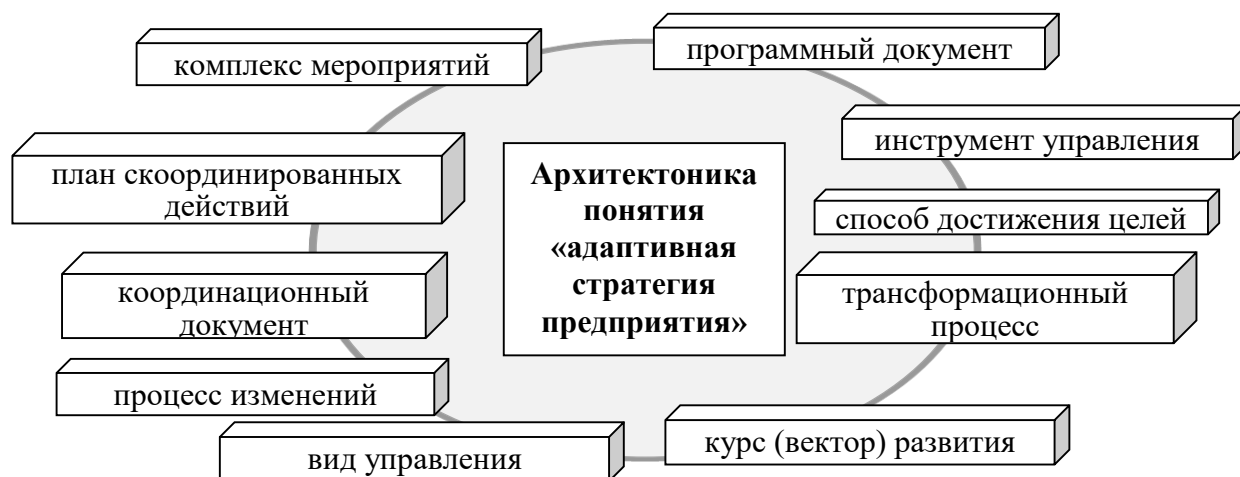 комплекс мероприятий
программный документ
инструмент управления
план скоординированных
действий
способ достижения целей
Архитектоника
понятия
«адаптивная
стратегия
предприятия»
координационный
документ
трансформационный
процесс
процесс изменений
курс (вектор) развития
вид управления